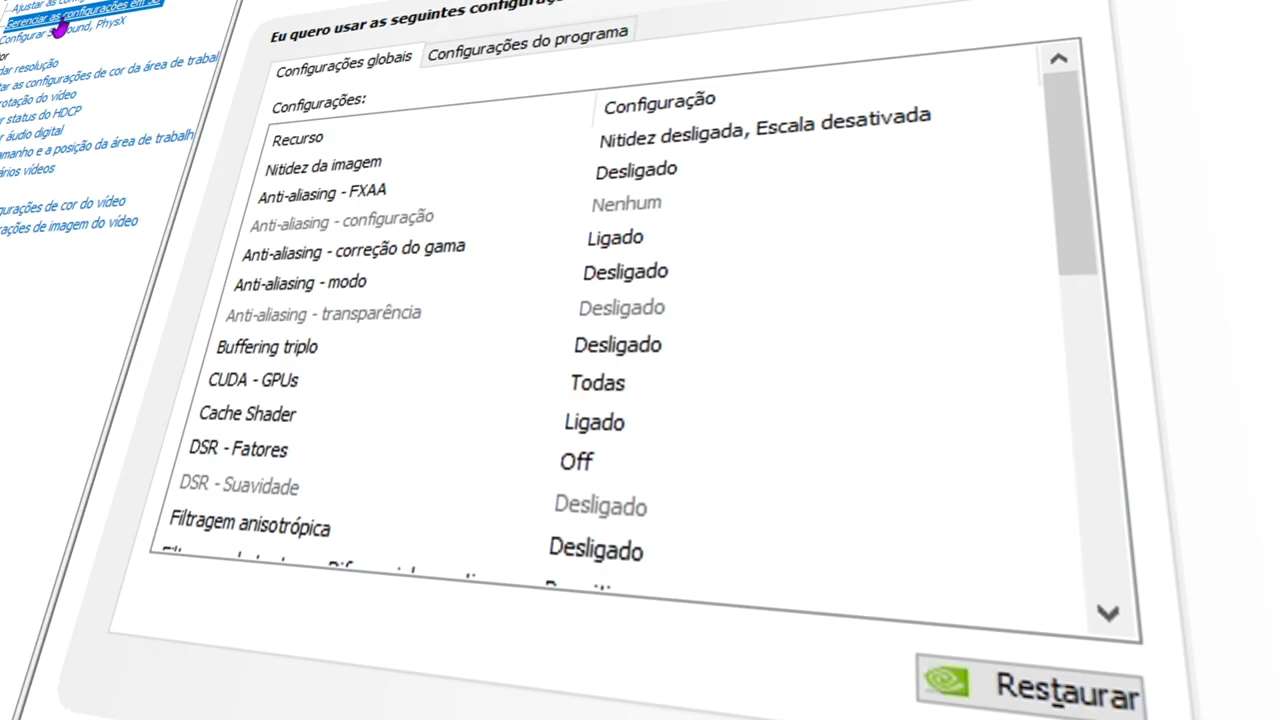 Gerenciar as configurações em 3D
Configurar Surround, PhysX
dar resolução
tar as configurações de cor da área de trabal
rotação do vídeo
r status do HDCP
r áudio digital
amanho e a posição da área de trabalh
ários vídeos
gurações de cor do vídeo
rações de imagem do vídeo
Eu quero usar as seguintes
Configurações globais Configurações do programa
Configurações:
Recurso Configuração
Nitidez da imagem Nitidez desligada, Escala desativada
Anti-aliasing - FXAA Desligado
Anti-aliasing - configuração Nenhum
Anti-aliasing - correção do gama Ligado
Anti-aliasing - modo Desligado
Anti-aliasing - transparência Desligado
Buffering triplo Desligado
CUDA - GPUs Todas
Cache Shader Ligado
DSR - Fatores Off
DSR - Suavidade Desligado
Filtragem anisotrópica Desligado
Restaurar